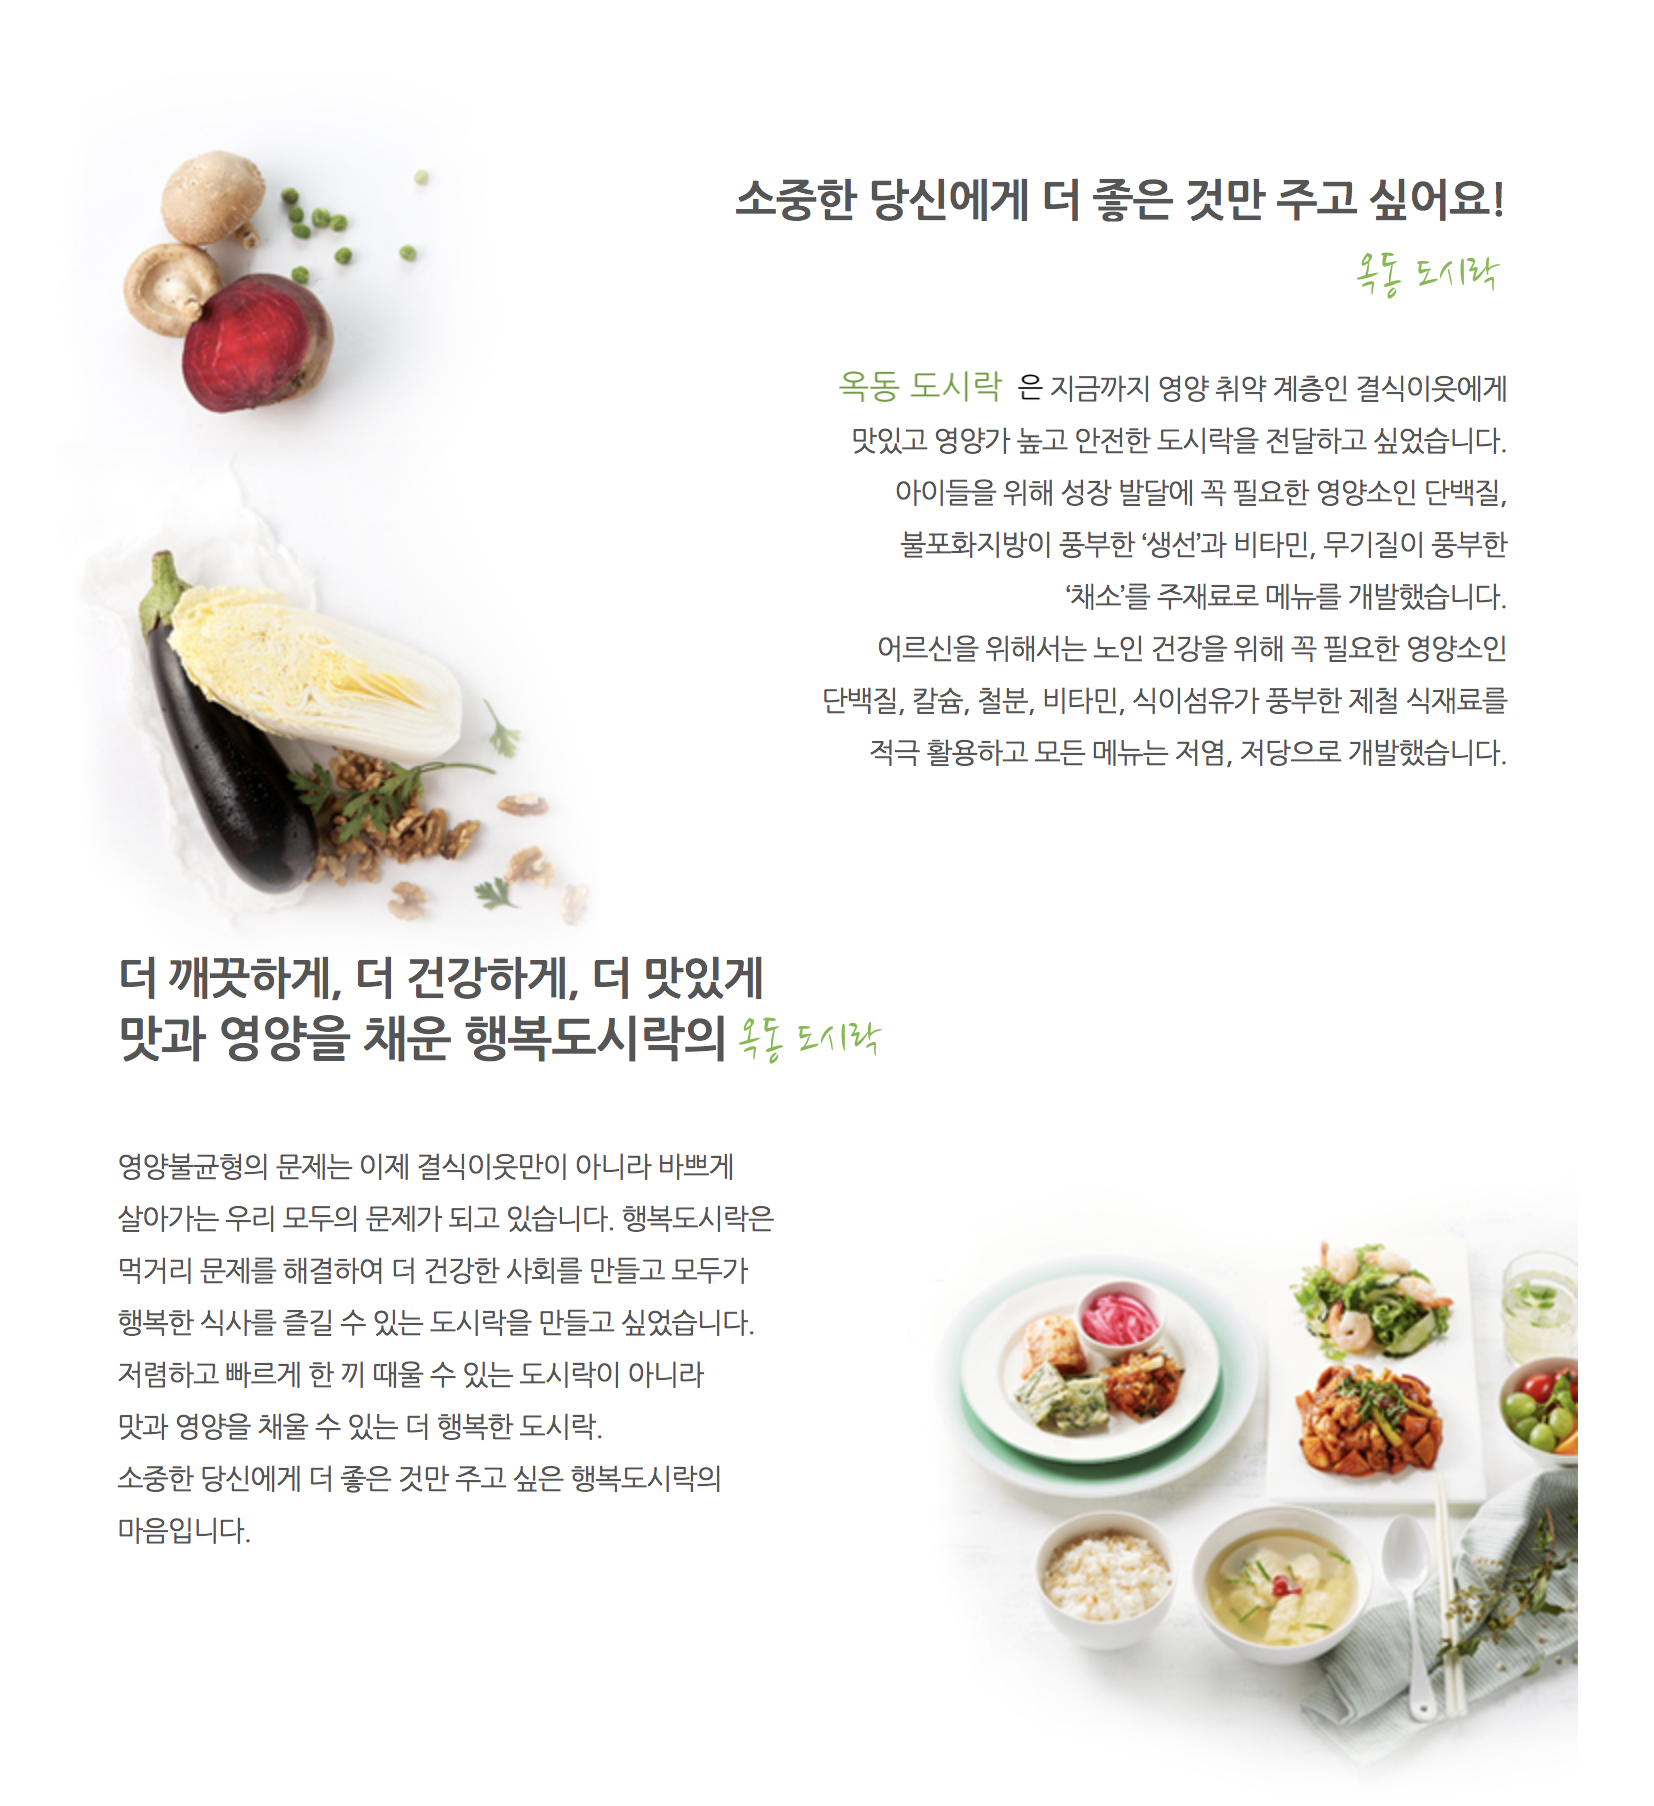 소중한 당신에게 더 좋은 것만 주고 싶어요!
옥동 도시락
옥동 도시락 은 지금까지 영양 취약 계층인 결식이웃에게
맛있고 영양가 높고 안전한 도시락을 전달하고 싶었습니다.
아이들을 위해 성장 발달에 꼭 필요한 영양소인 단백질,
불포화지방이 풍부한 ‘생선’과 비타민, 무기질이 풍부한
‘채소’를 주재료로 메뉴를 개발했습니다.
어르신을 위해서는 노인 건강을 위해 꼭 필요한 영양소인
단백질, 칼슘, 철분, 비타민, 식이섬유가 풍부한 제철 식재료를
적극 활용하고 모든 메뉴는 저염, 저당으로 개발했습니다.
더 깨끗하게, 더 건강하게, 더 맛있게
맛과 영양을 채운 행복도시락의 옥동 도시락
영양불균형의 문제는 이제 결식이웃만이 아니라 바쁘게
살아가는 우리 모두의 문제가 되고 있습니다. 행복도시락은
먹거리 문제를 해결하여 더 건강한 사회를 만들고 모두가
행복한 식사를 즐길 수 있는 도시락을 만들고 싶었습니다.
저렴하고 빠르게 한 끼 때울 수 있는 도시락이 아니라
맛과 영양을 채울 수 있는 더 행복한 도시락.
소중한 당신에게 더 좋은 것만 주고 싶은 행복도시락의
마음입니다.